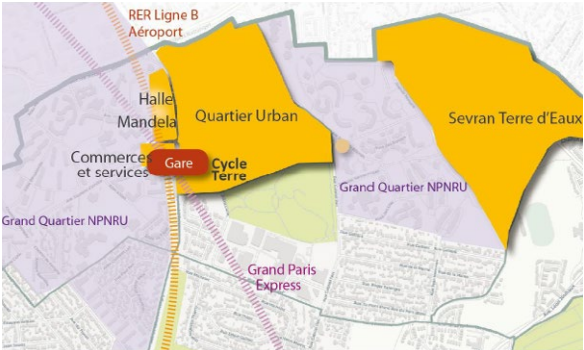 RER Ligne B
Aéroport
Halle
Mandela
Quartier Urban
Sevran Terre d'Eaux
Commerces
et services
Gare
Cycle
Terre
Grand Quartier NPNRU
Grand Quartier NPNRU
Grand Paris
Express